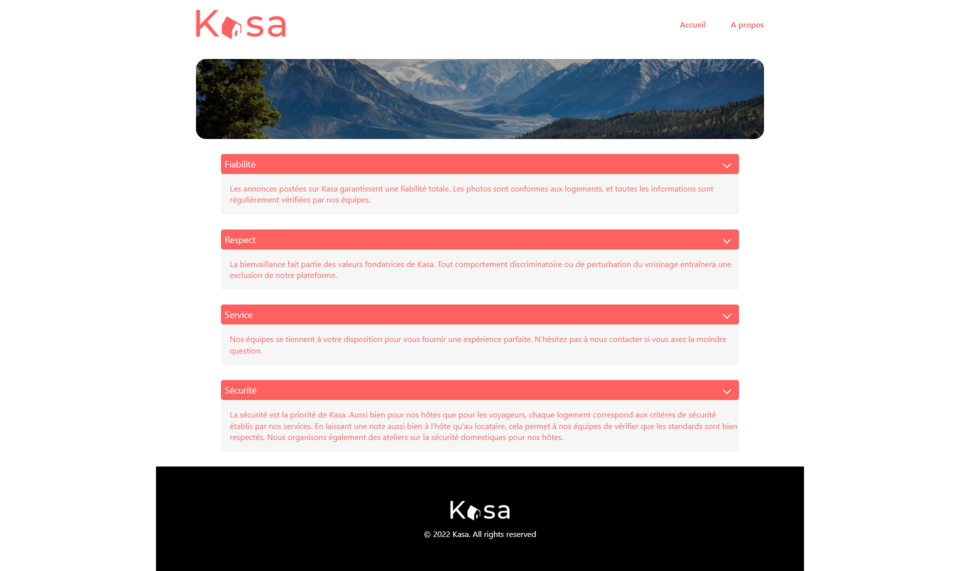 Kasa
Accueil A propos
Fiabilité
Les annonces postées sur Kasa garantissent une fiabilité totale. Les photos sont conformes aux logements, et toutes les informations sont
régulièrement vérifiées par nos équipes.
Respect
La bienvaillance fait partie des valeurs fondatrices de Kasa. Tout comportement discriminatoire ou de perturbation du voisinage entraînera une
exclusion de notre plateforme.
Service
Nos équipes se tiennent à votre disposition pour vous fournir une expérience parfaite. N'hésitez pas à nous contacter si vous avez la moindre
question.
Sécurité
La sécurité est la priorité de Kasa. Aussi bien pour nos hôtes que pour les voyageurs, chaque logement correspond aux critères de sécurité
établis par nos services. En laissant une note aussi bien à l'hôte qu'au locataire, cela permet à nos équipes de vérifier que les standards sont bien
respectés. Nous organisons également des ateliers sur la sécurité domestiques pour nos hôtes.
Kasa
© 2022 Kasa. All rights reserved